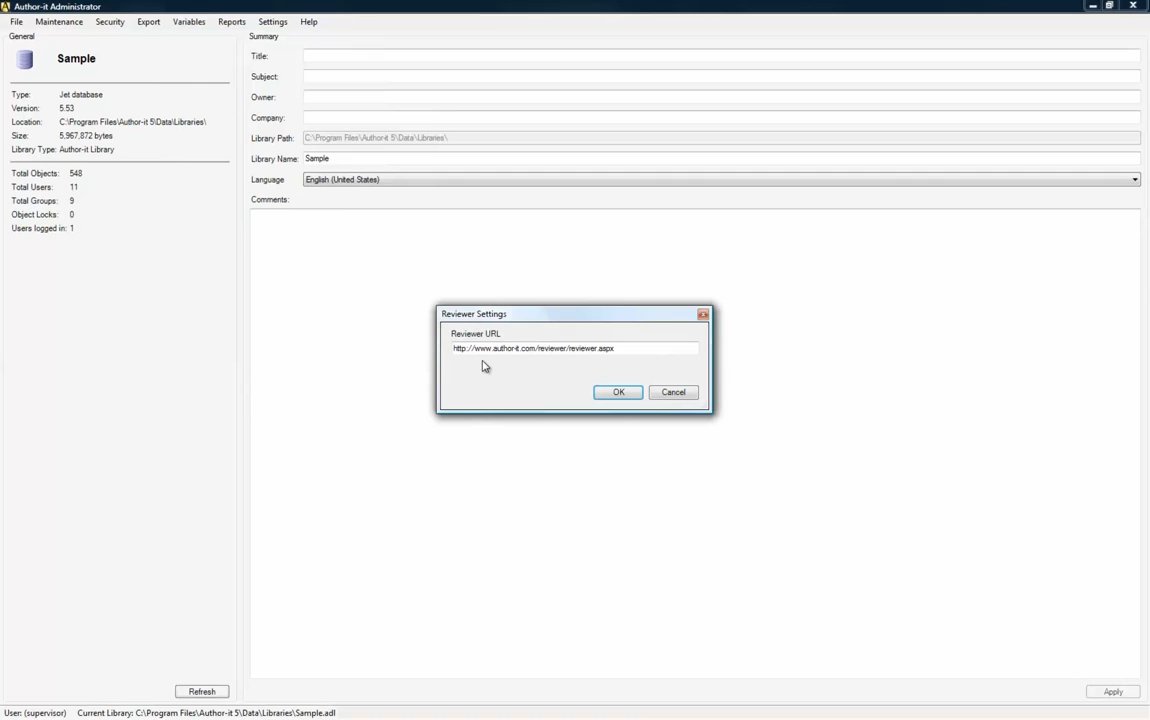 Author-it Administrator
File Maintenance Security Export Variables Reports Settings Help
General
Sample
Type: Jet database
Version: 5.53
Location: C:\Program Files\Author-it 5\Data\Libraries\
Size: 5,967,872 bytes
Library Type: Author-it Library
Total Objects: 548
Total Users: 11
Total Groups: 9
Object Locks: 0
Users logged in: 1
Refresh
Summary
Title:
Subject:
Owner:
Company:
Library Path: C:\Program Files\Author-it 5\Data\Libraries\
Library Name: Sample
Language English (United States)
Comments:
Reviewer Settings
Reviewer URL
http://www.author-it.com/reviewer/reviewer.aspx
OK Cancel
Apply
User: (supervisor) Current Library: C:\Program Files\Author-it 5\Data\Libraries\Sample.adl